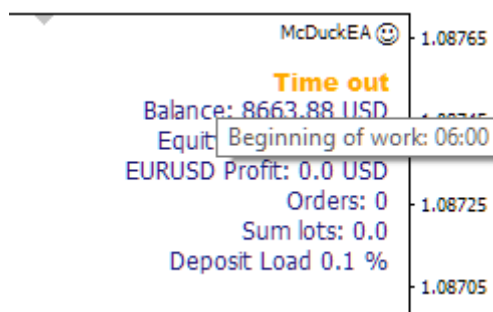 McDuckEA
1.08765
Time out
Balance: 8663.88 USD
Equit
Beginning of work: 06:00
EURUSD Profit: 0.0 USD
Orders: 0
1.08725
Sum lots: 0.0
Deposit Load 0.1 %
1.08705